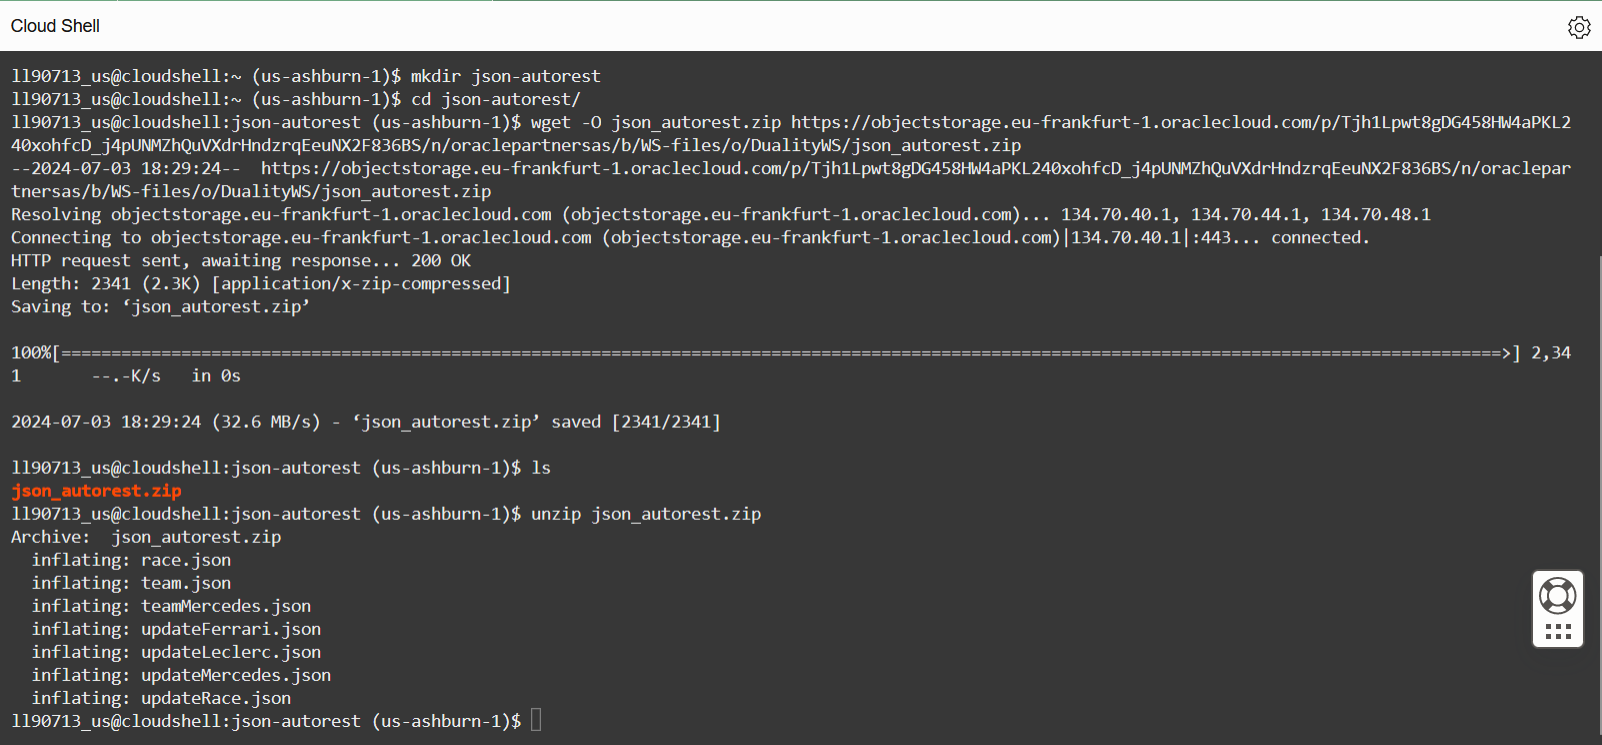 Cloud Shell
ll90713_us@cloudshell:~ (us-ashburn-1)$ mkdir json-autorest
ll90713_us@cloudshell:~ (us-ashburn-1)$ cd json-autorest/
ll90713_us@cloudshell:json-autorest (us-ashburn-1)$ wget -O json_autorest.zip https://objectstorage.eu-frankfurt-1.oraclecloud.com/p/Tjh1Lpwt8gDG458HW4aPKL2
40xohfcD_j4pUNMZhQuVXdrHndzrqEeuNX2F836BS/n/oraclepartnersas/b/WS-files/o/DualityWS/json_autorest.zip
--2024-07-03 18:29:24--  https://objectstorage.eu-frankfurt-1.oraclecloud.com/p/Tjh1Lpwt8gDG458HW4aPKL240xohfcD_j4pUNMZhQuVXdrHndzrqEeuNX2F836BS/n/oraclepar
tnersas/b/WS-files/o/DualityWS/json_autorest.zip
Resolving objectstorage.eu-frankfurt-1.oraclecloud.com (objectstorage.eu-frankfurt-1.oraclecloud.com)... 134.70.40.1, 134.70.44.1, 134.70.48.1
Connecting to objectstorage.eu-frankfurt-1.oraclecloud.com (objectstorage.eu-frankfurt-1.oraclecloud.com)|134.70.40.1|:443... connected.
HTTP request sent, awaiting response... 200 OK
Length: 2341 (2.3K) [application/x-zip-compressed]
Saving to: ‘json_autorest.zip’
100%[================================================================================================================================================>] 2,34
1       --.-K/s   in 0s
2024-07-03 18:29:24 (32.6 MB/s) - ‘json_autorest.zip’ saved [2341/2341]
ll90713_us@cloudshell:json-autorest (us-ashburn-1)$ ls
json_autorest.zip
ll90713_us@cloudshell:json-autorest (us-ashburn-1)$ unzip json_autorest.zip
Archive:  json_autorest.zip
  inflating: race.json
  inflating: team.json
  inflating: teamMercedes.json
  inflating: updateFerrari.json
  inflating: updateLeclerc.json
  inflating: updateMercedes.json
  inflating: updateRace.json
ll90713_us@cloudshell:json-autorest (us-ashburn-1)$